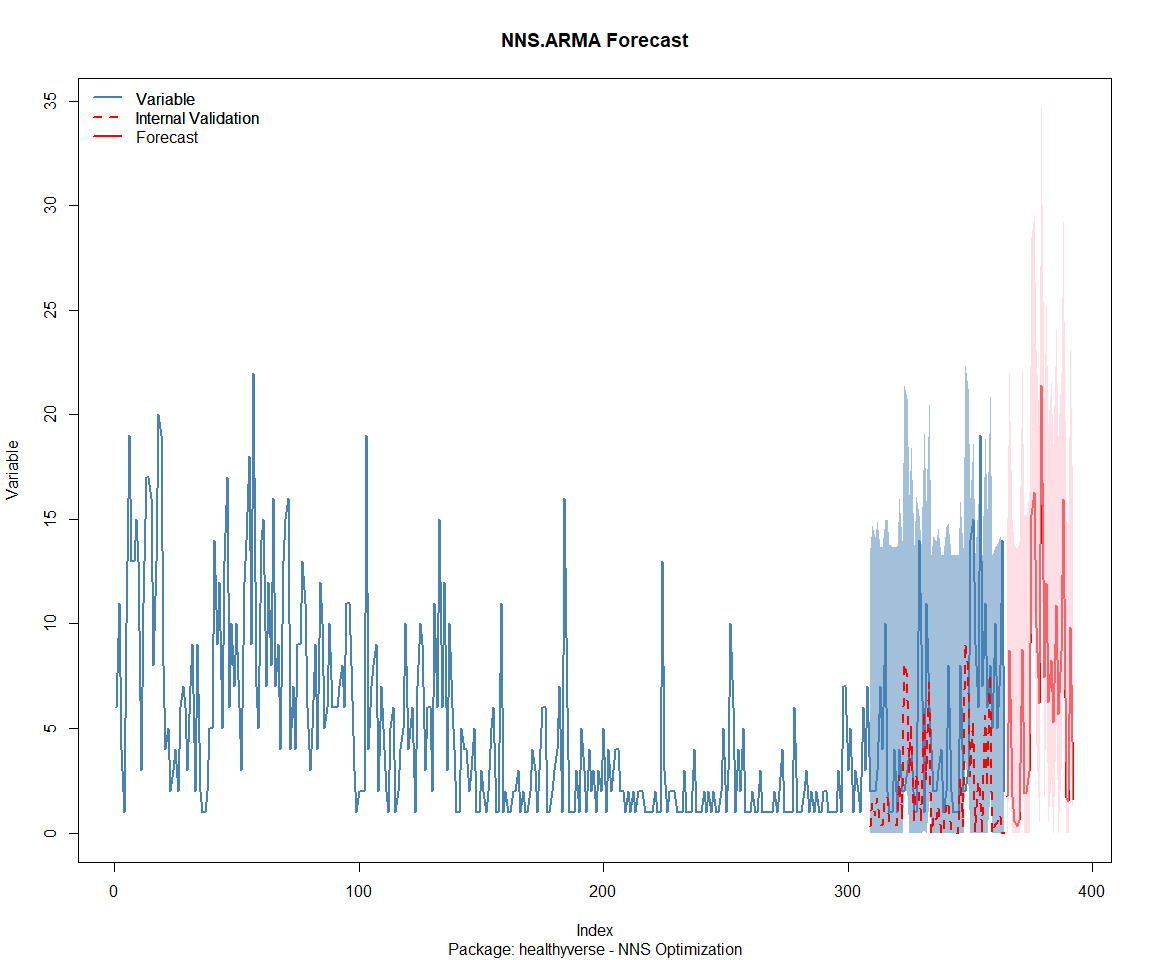 NNS.ARMA Forecast
Variable
Internal Validation
Forecast
35
30
25
20
15
10
5
0
Variable
0
100
200
300
400
Index
Package: healthyverse - NNS Optimization